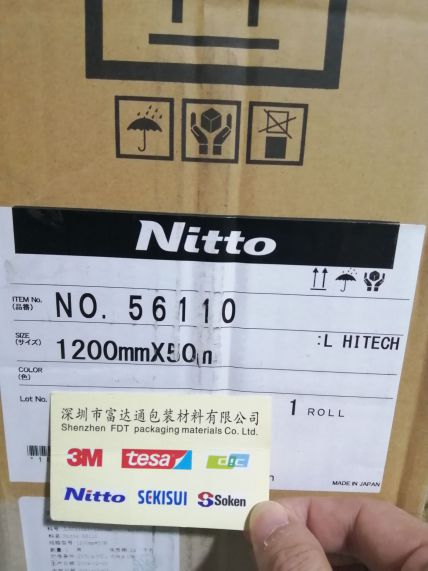 Nitto
ITEM No.
(品番)
NO. 56110
SIZE
(サイズ)
1200mmX50m
:L HITECH
COLOR
(色)
Lot No.
1 ROLL
深圳市富达通包装材料有限公司
Shenzhen FDT packaging materials Co. Ltd.
3M tesa dic
Nitto SEKISUI Soken
MADE IN JAPAN